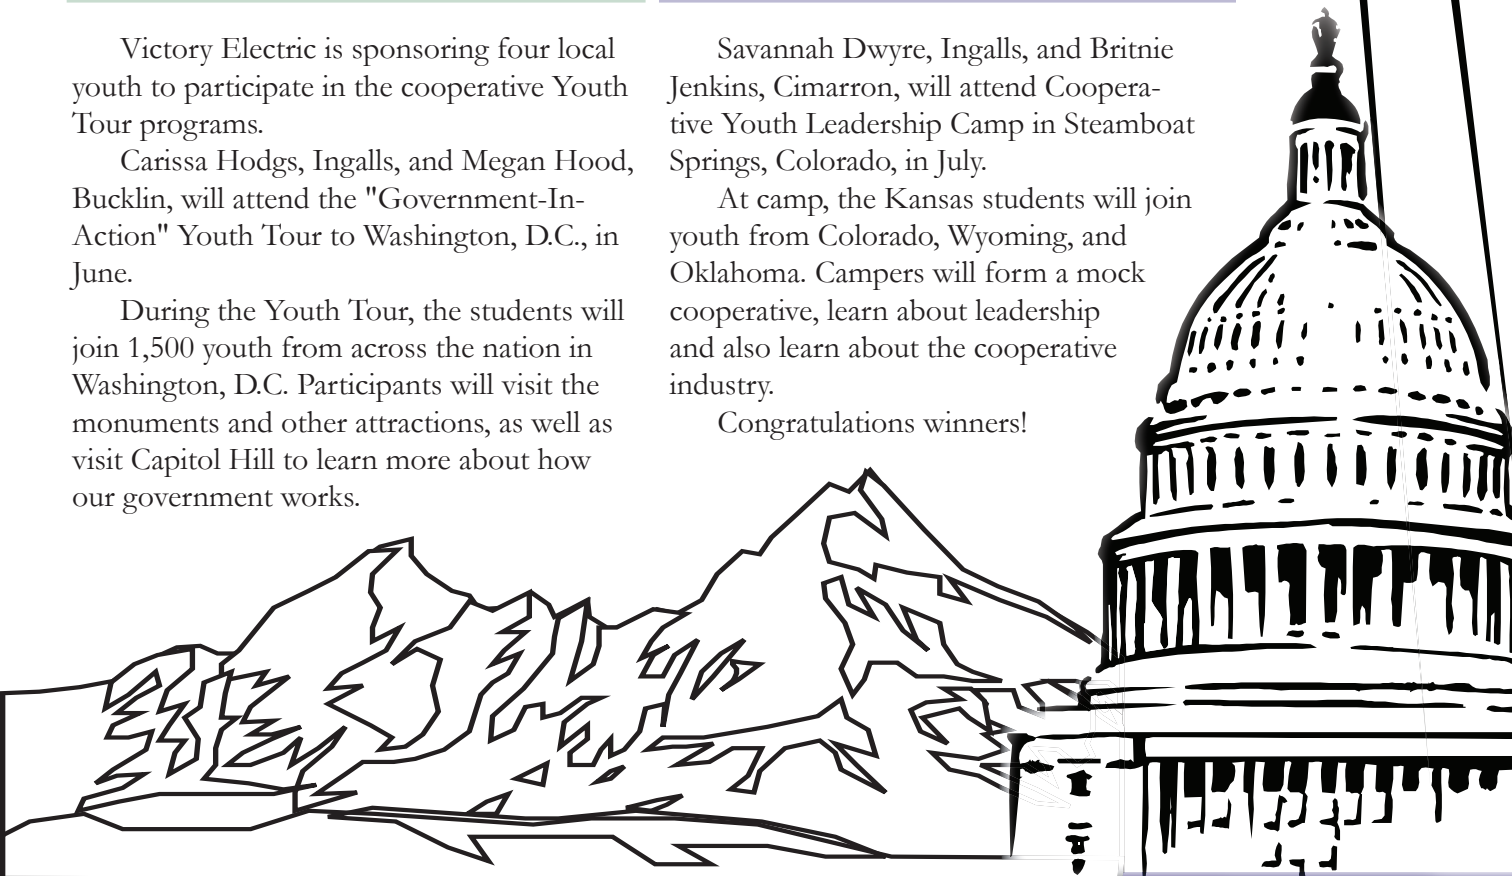 Victory Electric is sponsoring four local
youth to participate in the cooperative Youth
Tour programs.
Carissa Hodgs, Ingalls, and Megan Hood,
Bucklin, will attend the "Government-In-
Action" Youth Tour to Washington, D.C., in
June.
During the Youth Tour, the students will
join 1,500 youth from across the nation in
Washington, D.C. Participants will visit the
monuments and other attractions, as well as
visit Capitol Hill to learn more about how
our government works.
Savannah Dwyre, Ingalls, and Britnie
Jenkins, Cimarron, will attend Coopera-
tive Youth Leadership Camp in Steamboat
Springs, Colorado, in July.
At camp, the Kansas students will join
youth from Colorado, Wyoming, and
Oklahoma. Campers will form a mock
cooperative, learn about leadership
and also learn about the cooperative
industry.
Congratulations winners!